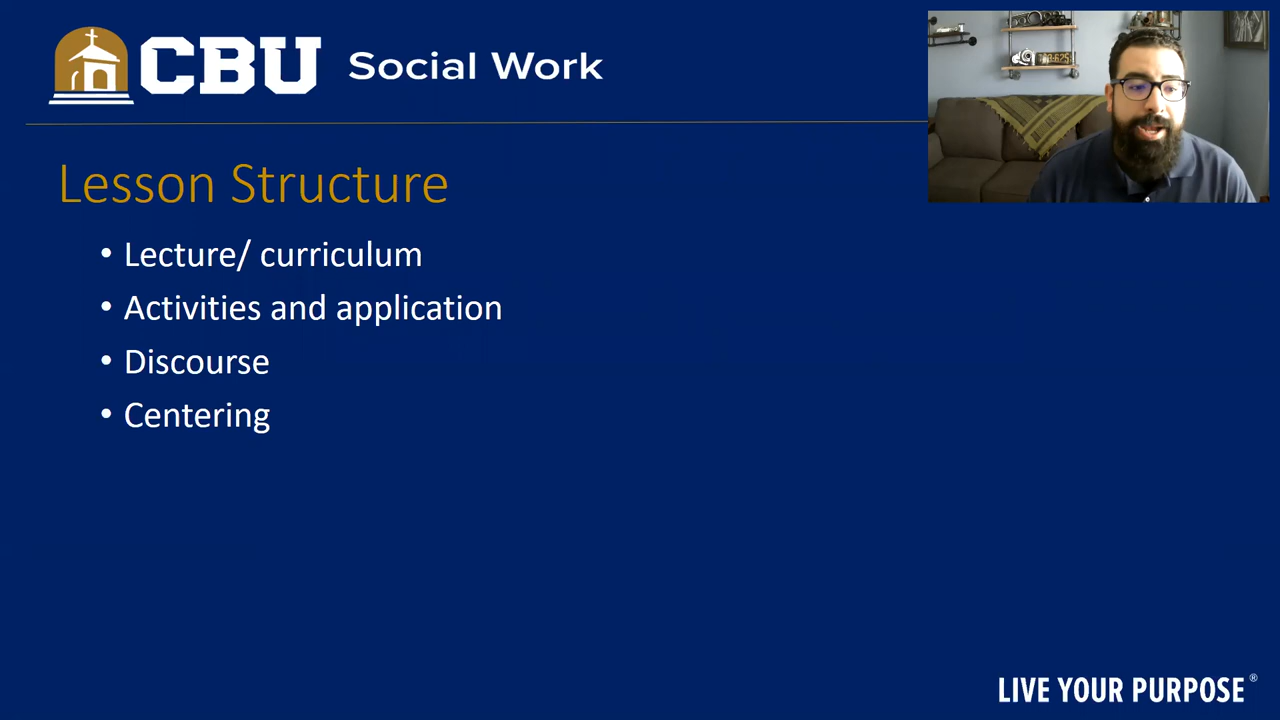 CBU Social Work
Lesson Structure
• Lecture/ curriculum
• Activities and application
• Discourse
• Centering
LIVE YOUR PURPOSE®